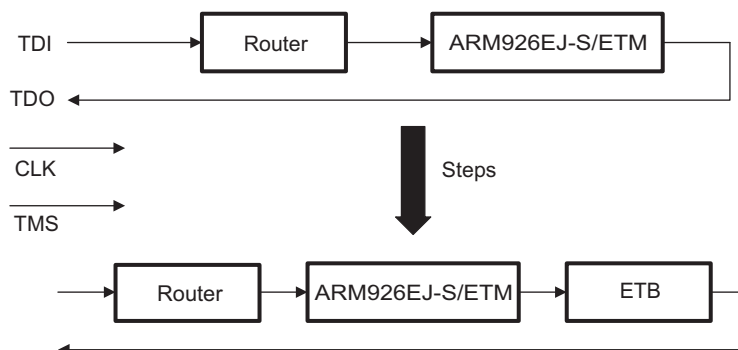 TDI
Router
ARM926EJ-S/ETM
TDO
CLK
Steps
TMS
Router
ARM926EJ-S/ETM
ETB